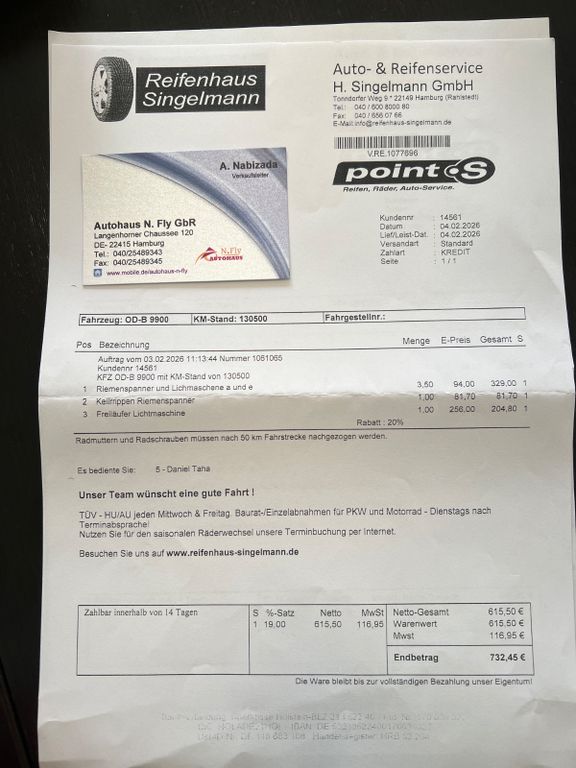 Reifenhaus
Singelmann
Auto- & Reifenservice
H. Singelmann GmbH
Tonndorfer Weg 9 * 22149 Hamburg (Rahlstedt)
Tel.: 040 / 600 8000 80
Fax: 040 / 656 07 66
E-Mail:info@reifenhaus-singelmann.de
V.RE.1077696
point S
Reifen, Räder, Auto-Service.
A. Nabizada
Verkaufsleiter
Autohaus N. Fly GbR
Langenhorner Chaussee 120
DE- 22415 Hamburg
Tel.: 040/25489343
Fax: 040/25489345
www.mobile.de/autohaus-n-fly
N.Fly
AUTOHAUS
Kundennr : 14561
Datum : 04.02.2026
Lief/Leist-Dat. : 04.02.2026
Versandart : Standard
Zahlart : KREDIT
Seite : 1 / 1
Fahrzeug: OD-B 9900 KM-Stand: 130500 Fahrgestellnr.:
Pos Bezeichnung Menge E-Preis Gesamt S
Auftrag vom 03.02.2026 11:13:44 Nummer 1061065
Kundennr 14561
KFZ OD-B 9900 mit KM-Stand von 130500
1 Riemenspanner und Lichmaschene a und e 3,50 94,00 329,00 1
2 Keilrippen Riemenspanner 1,00 81,70 81,70 1
3 Freiläufer Lichtmaschine 1,00 256,00 204,80 1
Rabatt : 20%
Radmuttern und Radschrauben müssen nach 50 km Fahrstrecke nachgezogen werden.
Es bediente Sie: 5 - Daniel Taha
Unser Team wünscht eine gute Fahrt !
TÜV - HU/AU jeden Mittwoch & Freitag. Baurat-/Einzelabnahmen für PKW und Motorrad - Dienstags nach
Terminabsprache!
Nutzen Sie für den saisonalen Räderwechsel unsere Terminbuchung per Internet.
Besuchen Sie uns auf www.reifenhaus-singelmann.de
Zahlbar innerhalb von 14 Tagen
S %-Satz Netto MwSt
1 19,00 615,50 116,95
Netto-Gesamt 615,50 €
Warenwert 615,50 €
Mwst 116,95 €
Endbetrag 732,45 €
Die Ware bleibt bis zur vollständigen Bezahlung unser Eigentum!